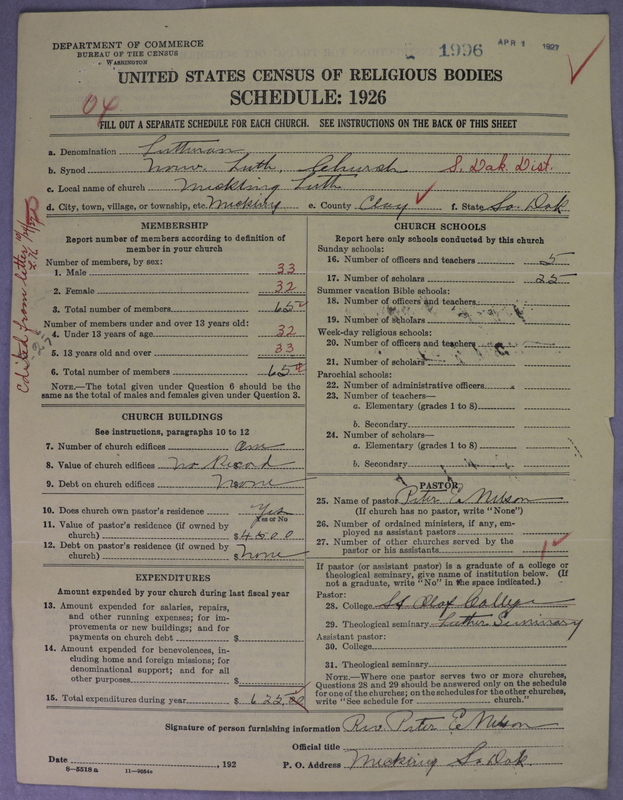 DEPARTMENT OF COMMERCE
BUREAU OF THE CENSUS
WASHINGTON
1996
APR 1 1927
UNITED STATES CENSUS OF RELIGIOUS BODIES
SCHEDULE: 1926
04
FILL OUT A SEPARATE SCHEDULE FOR EACH CHURCH. SEE INSTRUCTIONS ON THE BACK OF THIS SHEET
a. Denomination Lutheran
b. Synod Norw. Luth. Church S. Dak. Dist.
c. Local name of church Meckling Luth
d. City, town, village, or township, etc. Meckling e. County Clay f. State So. Dak.
Edited from letter
MEMBERSHIP
Report number of members according to definition of
member in your church
Number of members, by sex:
1. Male 33
2. Female 32
3. Total number of members 65
Number of members under and over 13 years old:
4. Under 13 years of age 32
5. 13 years old and over 33
6. Total number of members 65
NOTE.—The total given under Question 6 should be
same as the total of males and females given under Question 3.
CHURCH BUILDINGS
See instructions, paragraphs 10 to 12
7. Number of church edifices One
8. Value of church edifices No Record
9. Debt on church edifices None
10. Does church own pastor's residence Yes
Yes or No
11. Value of pastor's residence (if owned by
church) $4500
12. Debt on pastor's residence (if owned by
church) $ None
EXPENDITURES
Amount expended by your church during last fiscal year
13. Amount expended for salaries, repairs,
and other running expenses; for im-
provements or new buildings; and for
payments on church debt $
14. Amount expended for benevolences, in-
cluding home and foreign missions; for
denominational support; and for all
other purposes $
15. Total expenditures during year $ 625.00
CHURCH SCHOOLS
Report here only schools conducted by this church
Sunday schools:
16. Number of officers and teachers 5
17. Number of scholars 25
Summer vacation Bible schools:
18. Number of officers and teachers
19. Number of scholars
Week-day religious schools:
20. Number of officers and teachers
21. Number of scholars
Parochial schools:
22. Number of administrative officers
23. Number of teachers—
a. Elementary (grades 1 to 8)
b. Secondary
24. Number of scholars—
a. Elementary (grades 1 to 8)
b. Secondary
PASTOR
25. Name of pastor Peter E. Nelson
(If church has no pastor, write "None")
26. Number of ordained ministers, if any, em-
ployed as assistant pastors
27. Number of other churches served by the
pastor or his assistants 1
If pastor (or assistant pastor) is a graduate of a college or
theological seminary, give name of institution below. (If
not a graduate, write "No" in the space indicated.)
Pastor:
28. College St Olaf College
29. Theological seminary Luther Seminary
Assistant pastor:
30. College
31. Theological seminary
NOTE.—Where one pastor serves two or more churches,
Questions 28 and 29 should be answered only on the schedule
for one of the churches; on the schedules for the other churches,
write "See schedule for church."
Signature of person furnishing information Rev. Peter E. Nelson
Official title
Date , 192 P. O. Address Meckling So. Dak.
8—5518a 11—9554